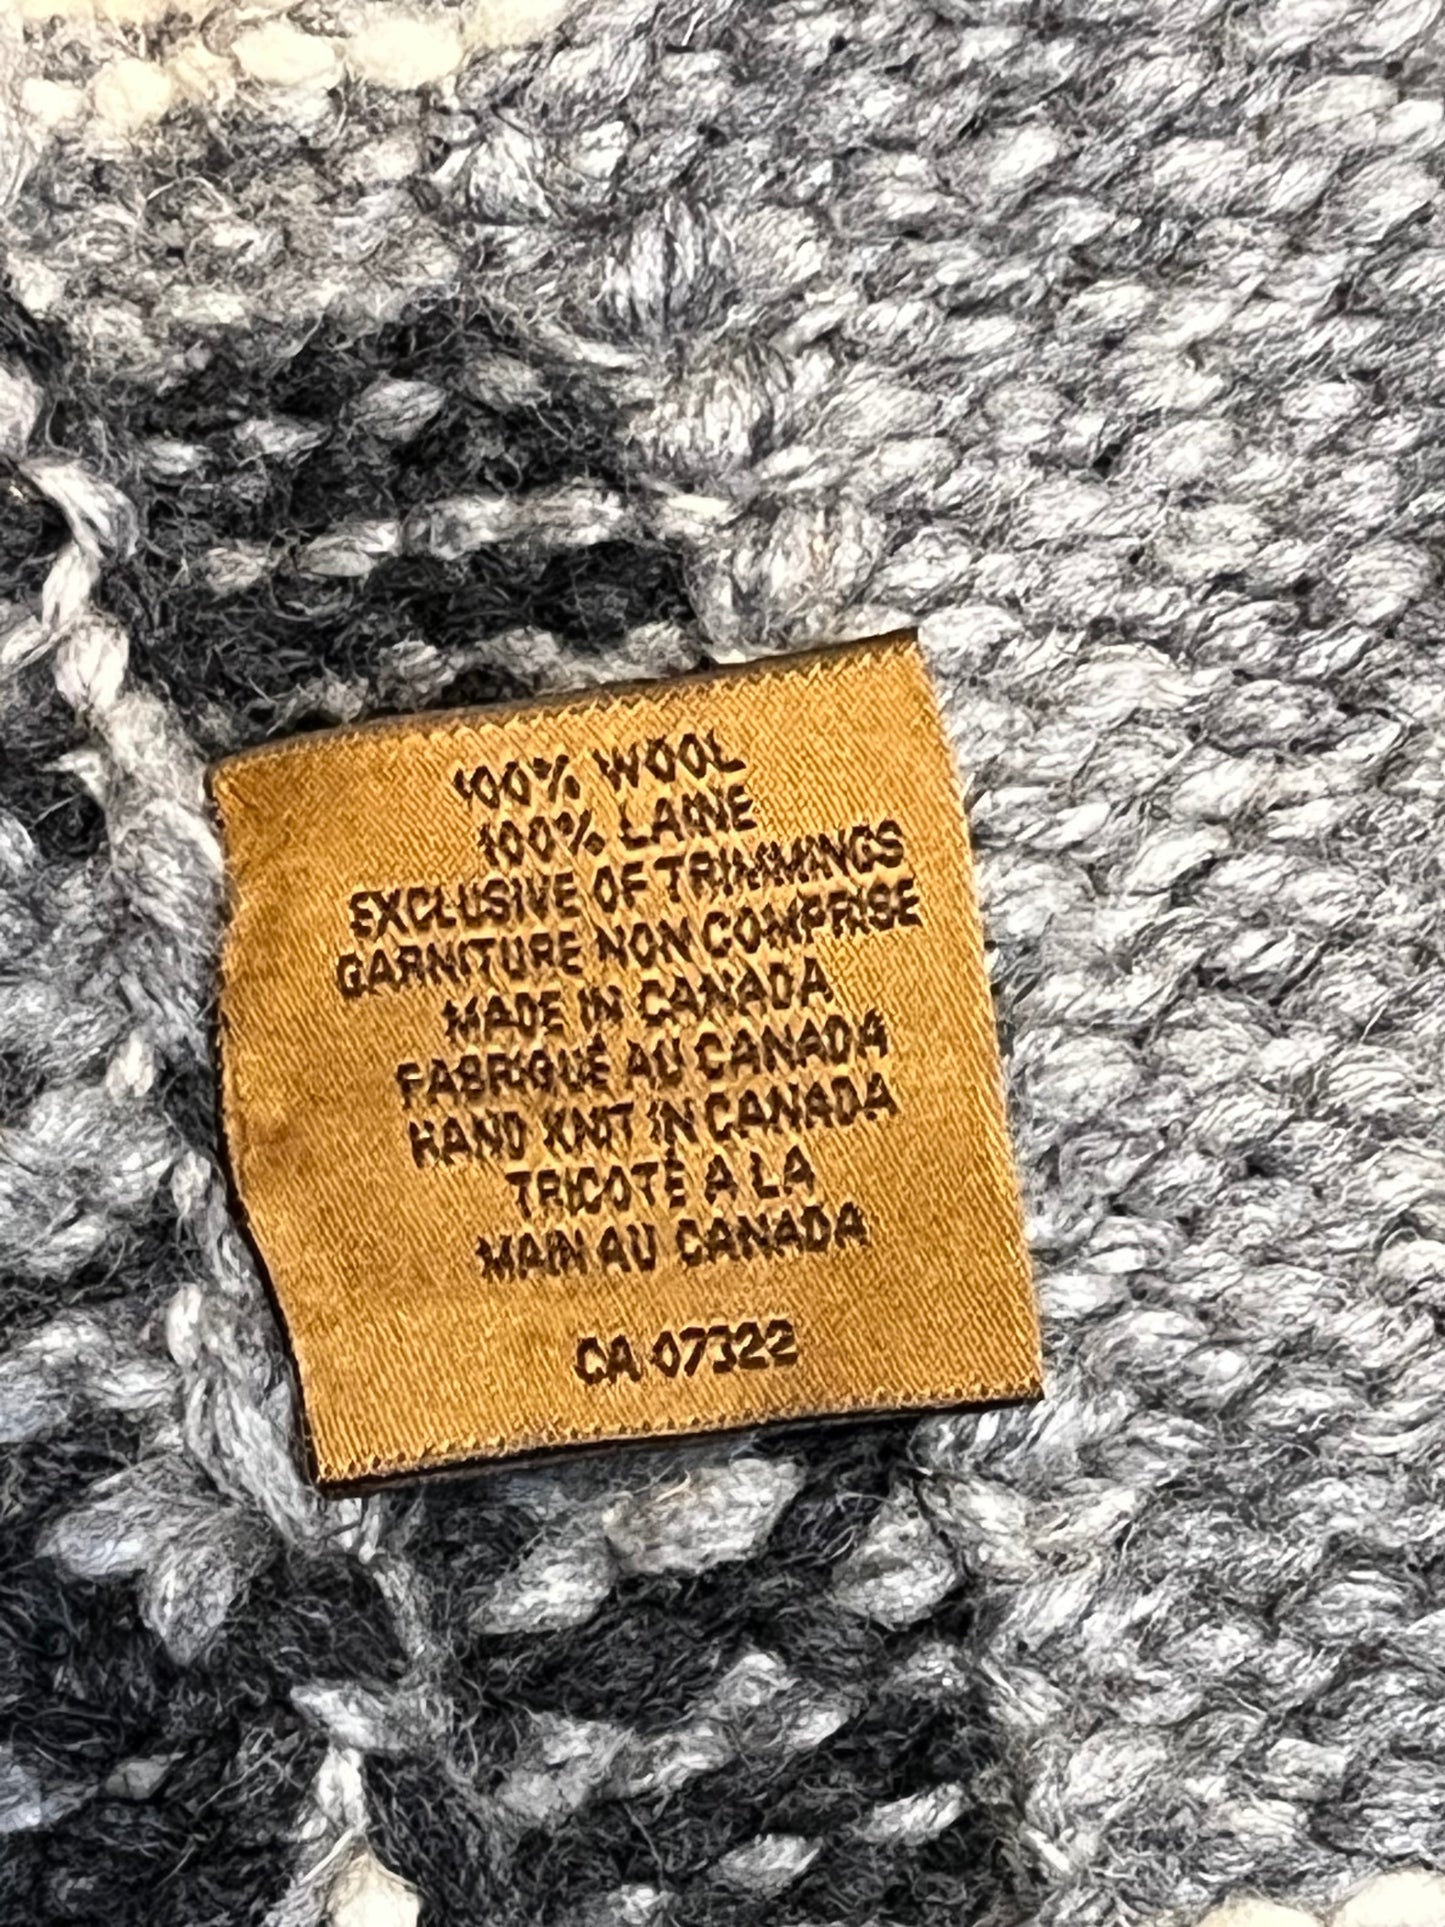 100% WOOL
100% LAINE
EXCLUSIVE OF TRIMMINGS
GARNITURE NON COMPRISE
MADE IN CANADA
FABRIQUÉ AU CANADA
HAND KNIT IN CANADA
TRICOTÉ A LA
MAIN AU CANADA
CA 07322